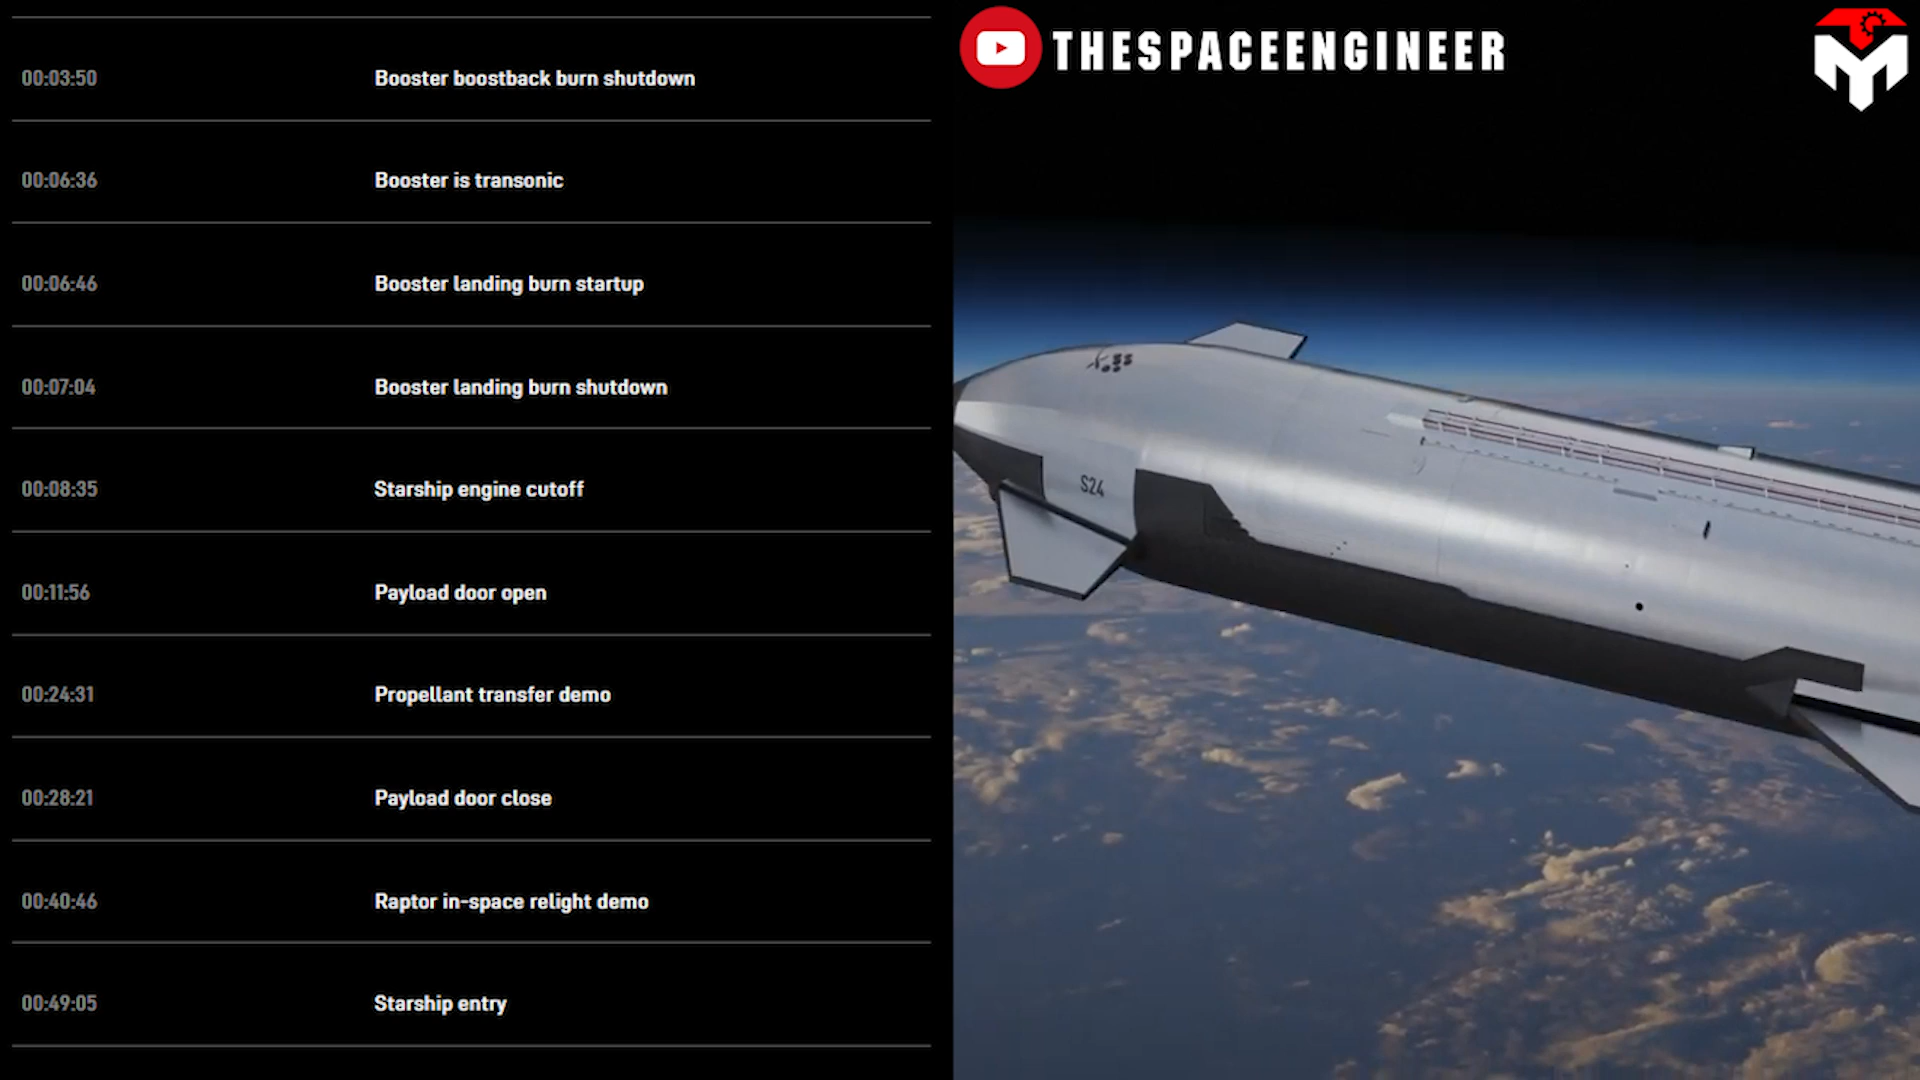 00:03:50 Booster boostback burn shutdown
00:06:36 Booster is transonic
00:06:46 Booster landing burn startup
00:07:04 Booster landing burn shutdown
00:08:35 Starship engine cutoff
00:11:56 Payload door open
00:24:31 Propellant transfer demo
00:28:21 Payload door close
00:40:46 Raptor in-space relight demo
00:49:05 Starship entry
THESPACEENGINEER
S24